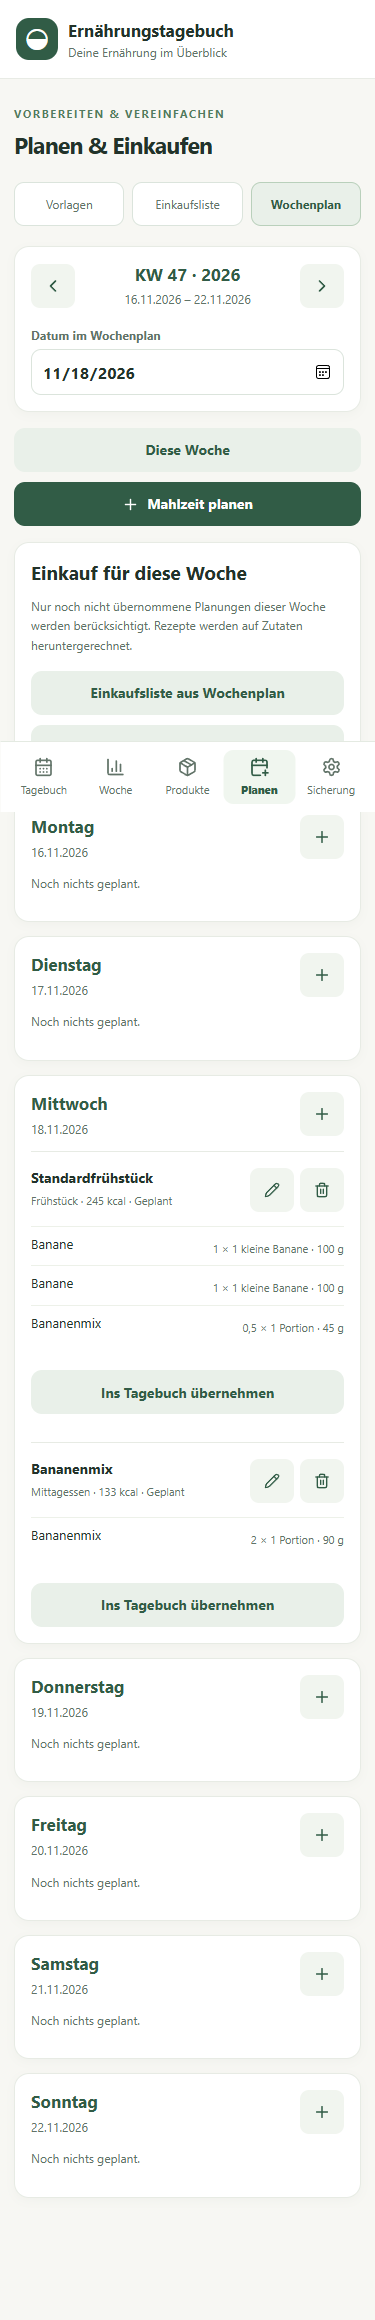 Ernährungstagebuch
Deine Ernährung im Überblick
VORBEREITEN & VEREINFACHEN
Planen & Einkaufen
Vorlagen
Einkaufsliste
Wochenplan
KW 47 · 2026
16.11.2026 – 22.11.2026
Datum im Wochenplan
11/18/2026
Diese Woche
+ Mahlzeit planen
Einkauf für diese Woche
Nur noch nicht übernommene Planungen dieser Woche
werden berücksichtigt. Rezepte werden auf Zutaten
heruntergerechnet.
Einkaufsliste aus Wochenplan
Tagebuch
Woche
Produkte
Planen
Sicherung
Montag
16.11.2026
Noch nichts geplant.
Dienstag
17.11.2026
Noch nichts geplant.
Mittwoch
18.11.2026
Standardfrühstück
Frühstück · 245 kcal · Geplant
Banane
1 × 1 kleine Banane · 100 g
Banane
1 × 1 kleine Banane · 100 g
Bananenmix
0,5 × 1 Portion · 45 g
Ins Tagebuch übernehmen
Bananenmix
Mittagessen · 133 kcal · Geplant
Bananenmix
2 × 1 Portion · 90 g
Ins Tagebuch übernehmen
Donnerstag
19.11.2026
Noch nichts geplant.
Freitag
20.11.2026
Noch nichts geplant.
Samstag
21.11.2026
Noch nichts geplant.
Sonntag
22.11.2026
Noch nichts geplant.